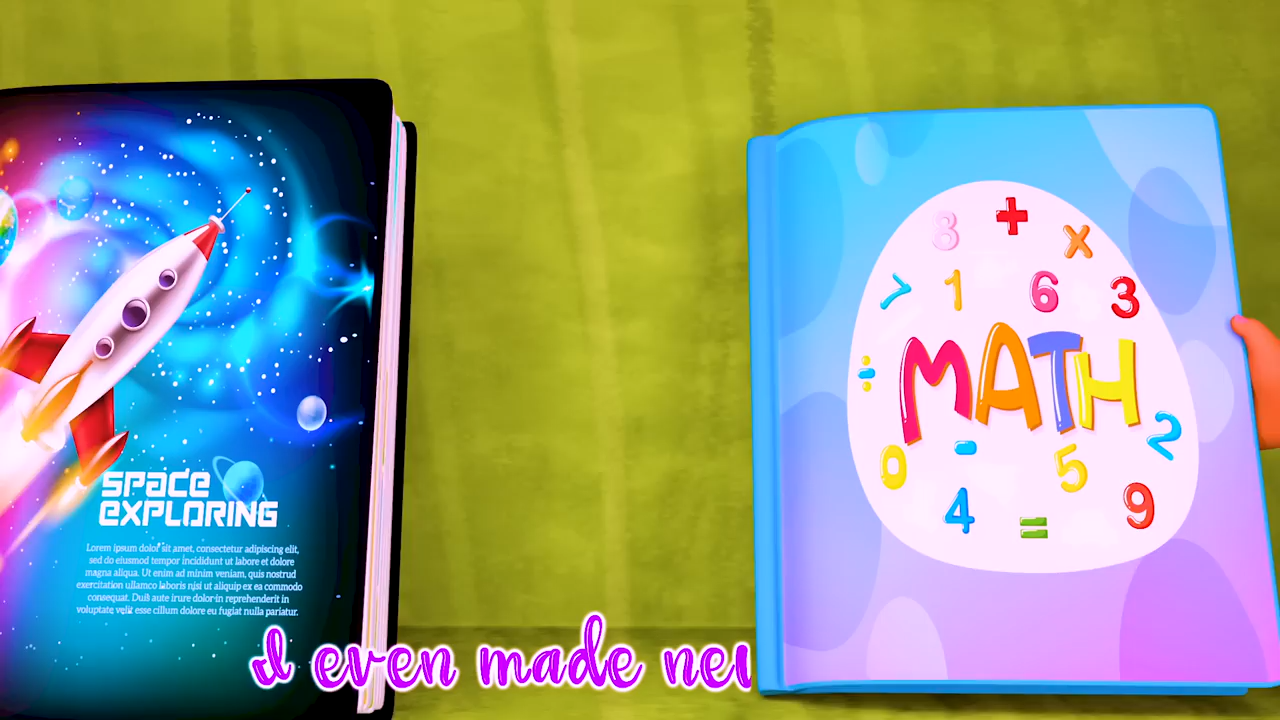 SPACE
EXPLORING
Lorem ipsum dolor sit amet, consectetur adipiscing elit,
sed do eiusmod tempor incididunt ut labore et dolore
magna aliqua. Ut enim ad minim veniam, quis nostrud
exercitation ullamco laboris nisi ut aliquip ex ea commodo
consequat. Duis aute irure dolor in reprehenderit in
voluptate velit esse cillum dolore eu fugiat nulla pariatur.
8 + x
7 1 6 3
÷ MATH
0 - 5 2
4 = 9
even made